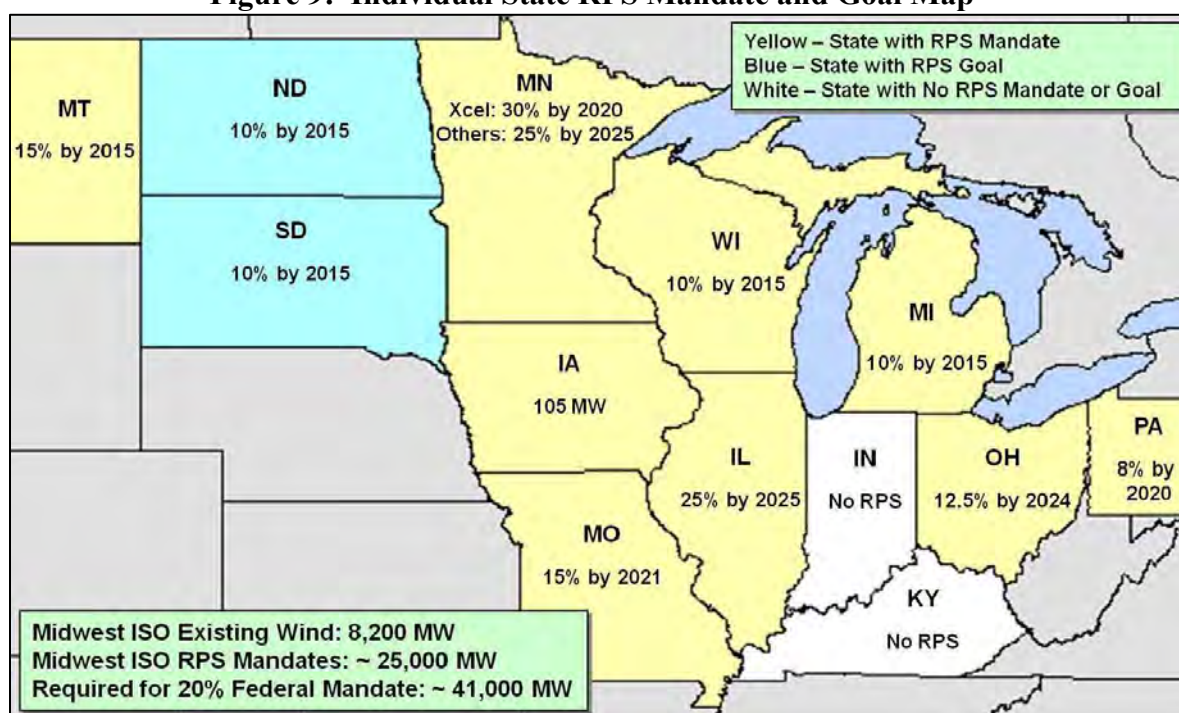 Figure 9:  Individual State RPS Mandate and Goal Map
Yellow – State with RPS Mandate
Blue – State with RPS Goal
White – State with No RPS Mandate or Goal
MT
15% by 2015
ND
10% by 2015
MN
Xcel: 30% by 2020
Others: 25% by 2025
SD
10% by 2015
WI
10% by 2015
MI
10% by 2015
IA
105 MW
IL
25% by 2025
IN
No RPS
OH
12.5% by 2024
PA
8% by
2020
MO
15% by 2021
KY
No RPS
Midwest ISO Existing Wind: 8,200 MW
Midwest ISO RPS Mandates: ~ 25,000 MW
Required for 20% Federal Mandate: ~ 41,000 MW